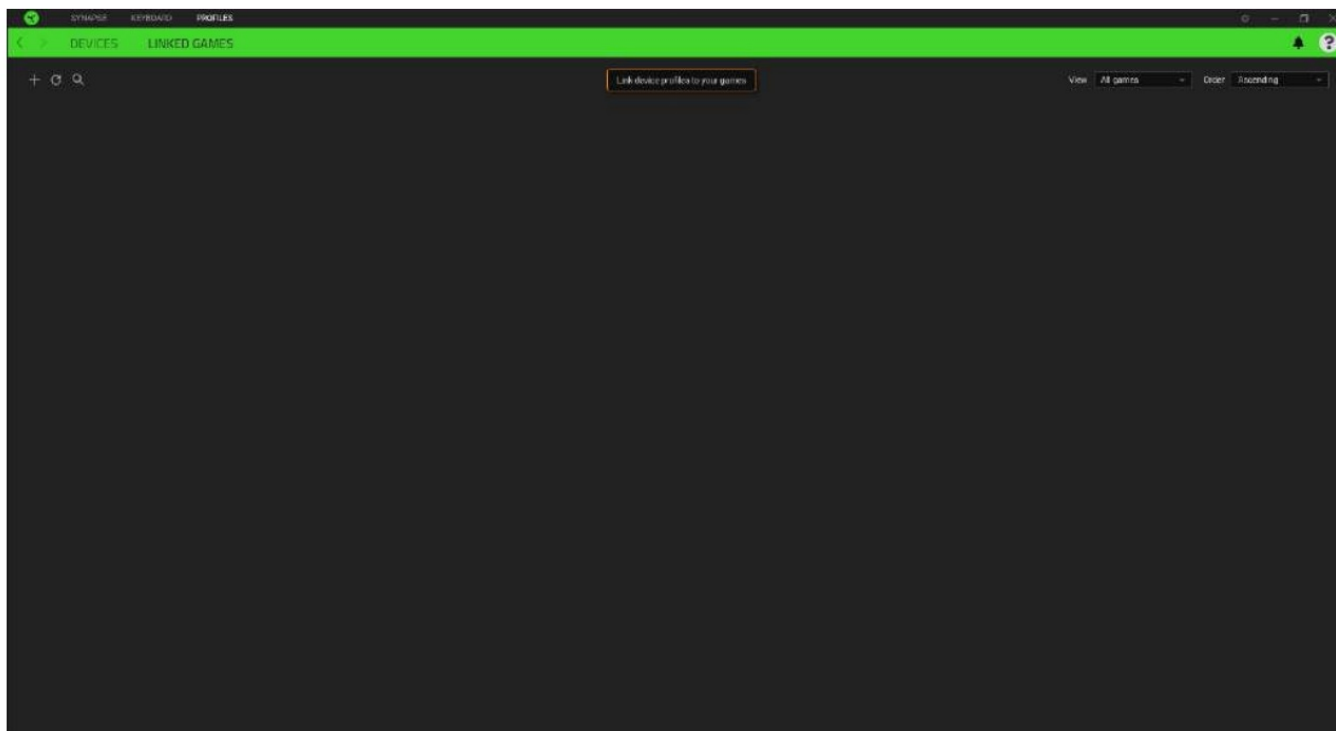 SYNAPSE KEYBOARD PROFILES
DEVICES LINKED GAMES
Link device profiles to your games
View All games Order Ascending